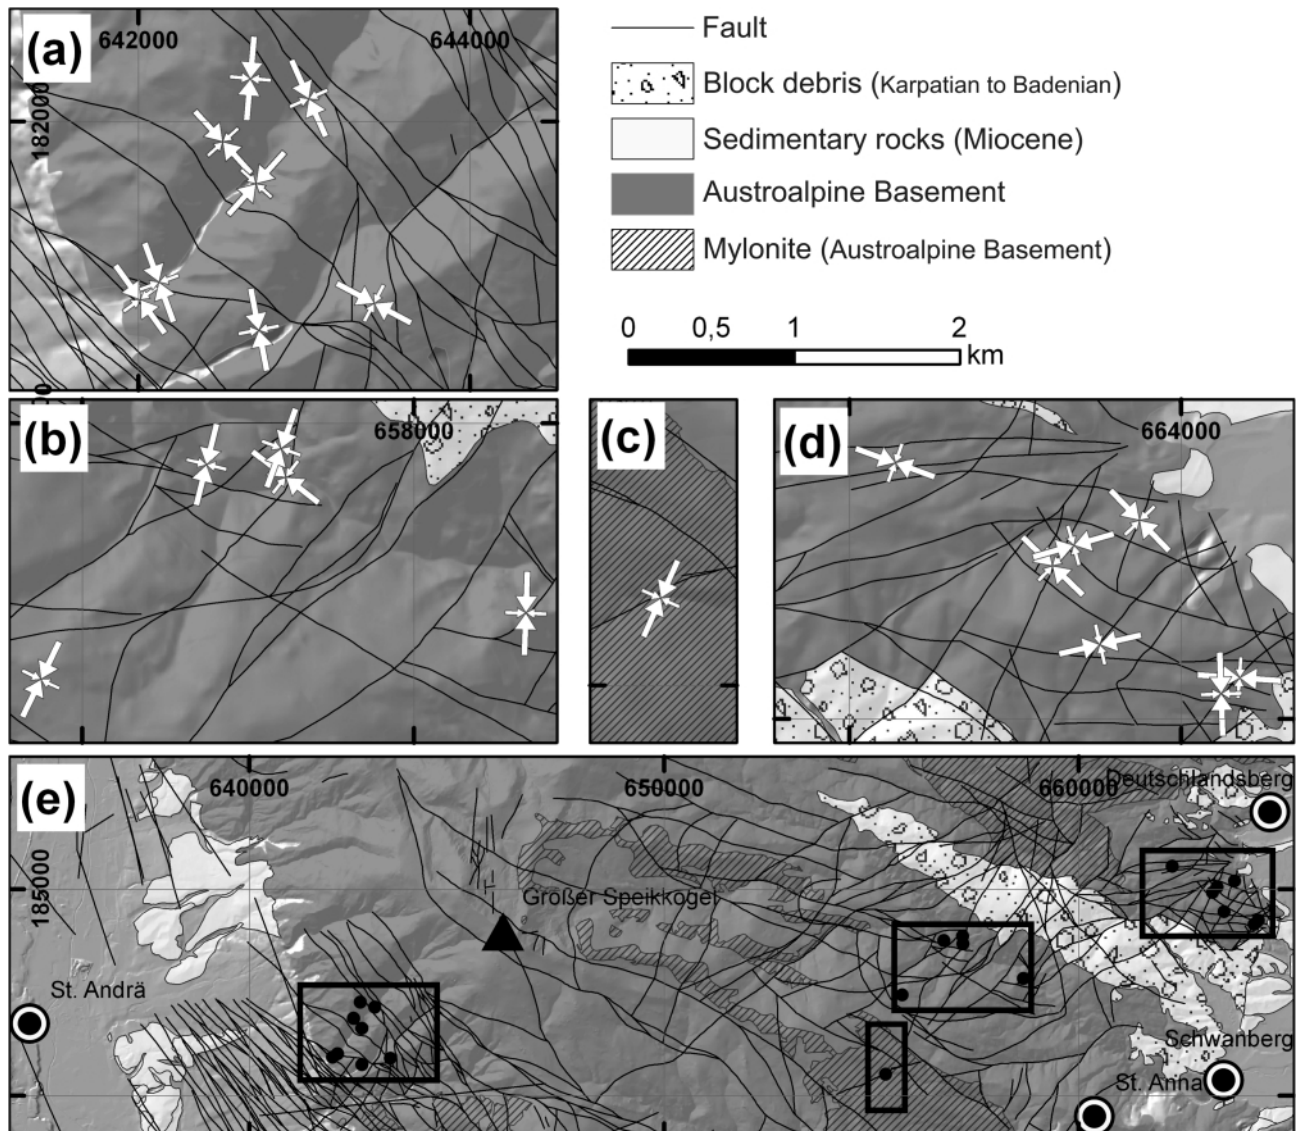 (a)
642000
644000
182000
Fault
Block debris (Karpatian to Badenian)
Sedimentary rocks (Miocene)
Austroalpine Basement
Mylonite (Austroalpine Basement)
0 0,5 1 2
km
(b)
658000
(c)
(d)
664000
(e)
640000
650000
660000
Deutschlandsberg
185000
Großer Speikkogel
St. Andrä
Schwanberg
St. Anna